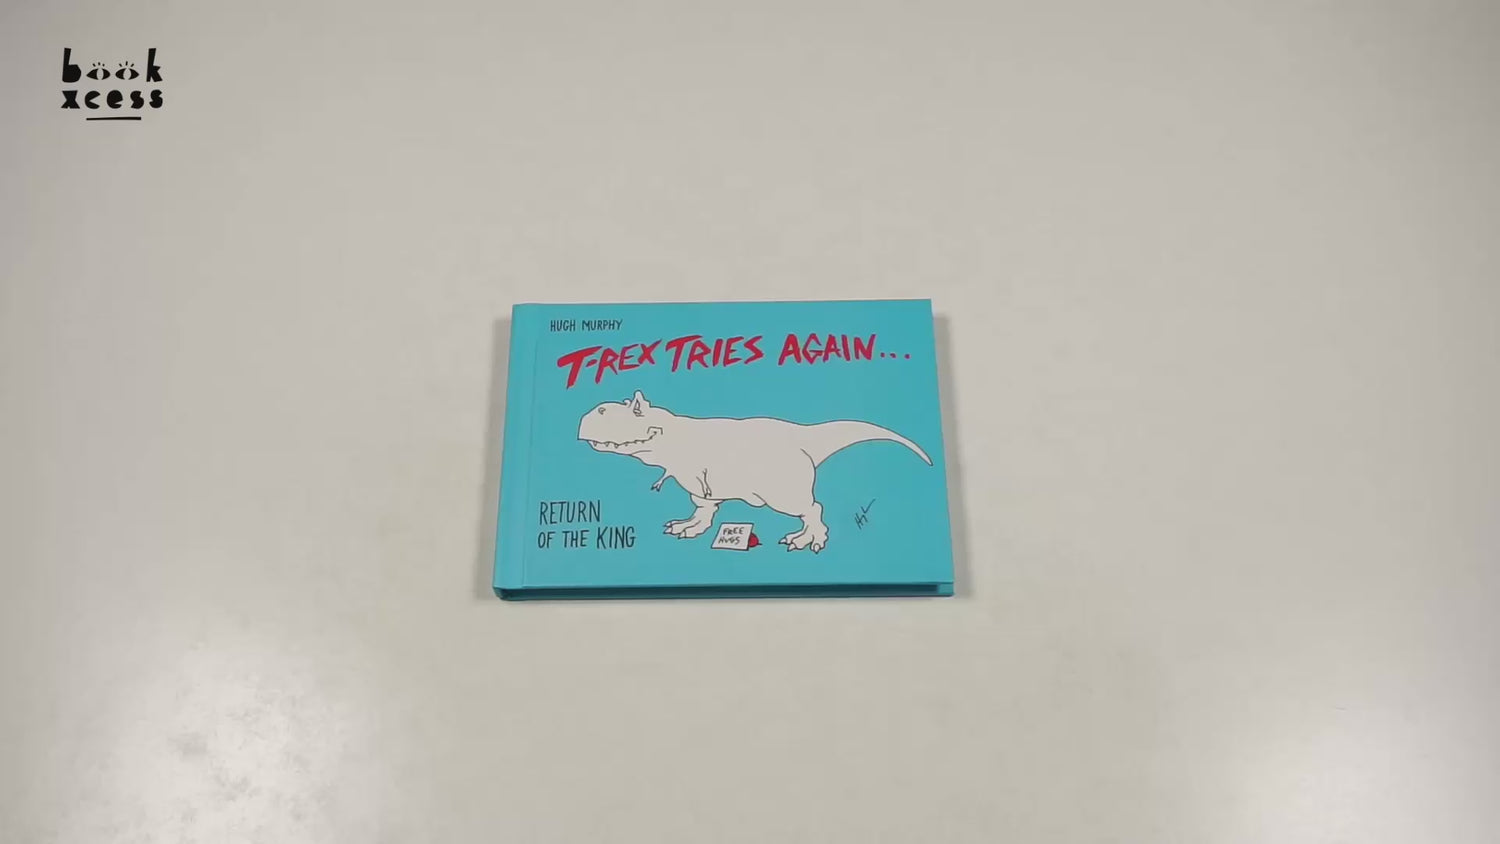 book
xcess
HUGH MURPHY
T-REX TRIES AGAIN...
RETURN
OF THE KING
FREE
HUGS